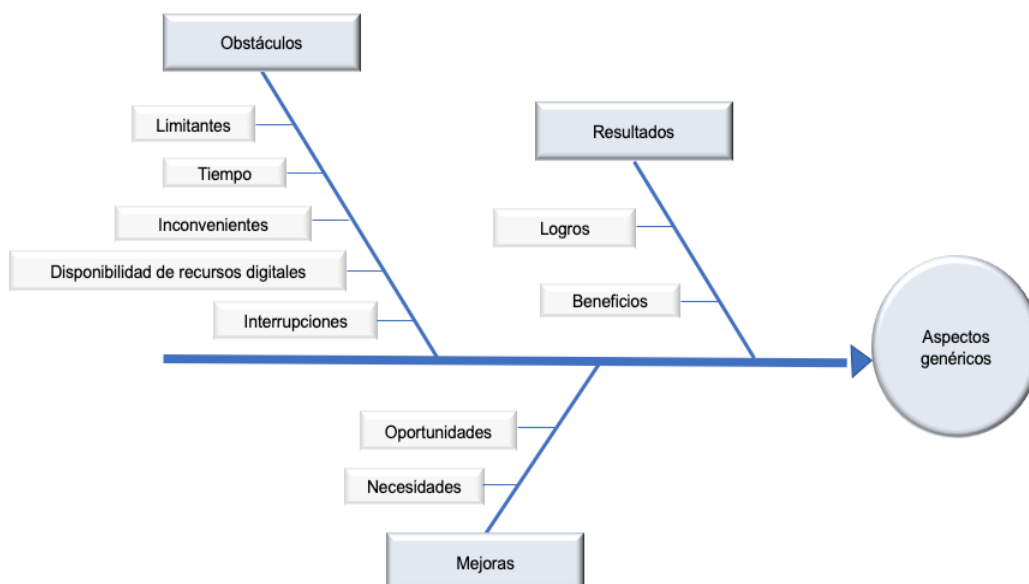 Obstáculos
Limitantes
Tiempo
Inconvenientes
Disponibilidad de recursos digitales
Interrupciones
Resultados
Logros
Beneficios
Aspectos
genéricos
Oportunidades
Necesidades
Mejoras